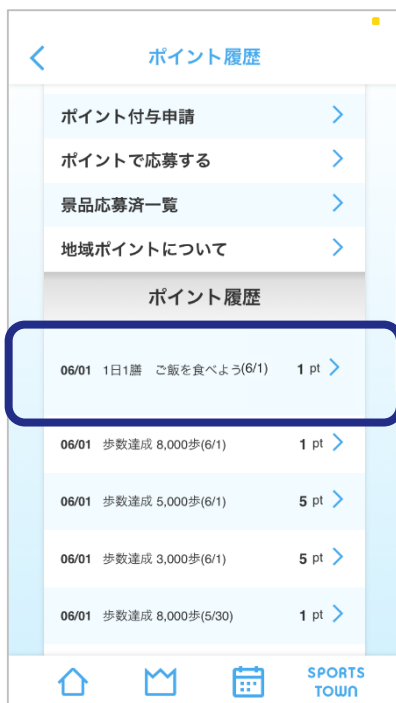 ポイント履歴
ポイント付与申請
ポイントで応募する
景品応募済一覧
地域ポイントについて
ポイント履歴
06/01 1日1膳　ご飯を食べよう(6/1) 1 pt
06/01 歩数達成 8,000歩(6/1) 1 pt
06/01 歩数達成 5,000歩(6/1) 5 pt
06/01 歩数達成 3,000歩(6/1) 5 pt
06/01 歩数達成 8,000歩(5/30) 1 pt
SPORTS
TOWN